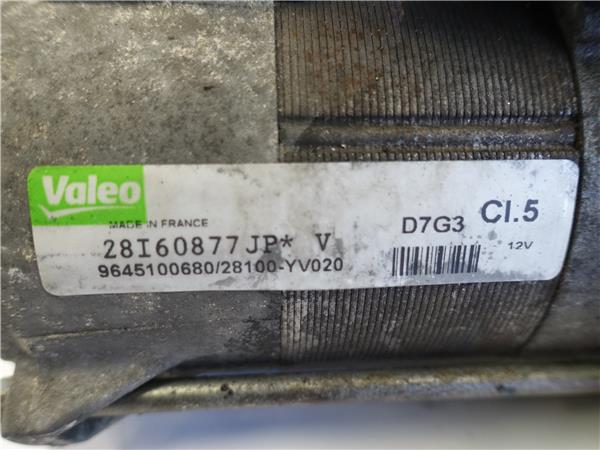 Valeo
MADE IN FRANCE
28I60877JP* V
9645100680/28100-YV020
D7G3 Cl.5
12V